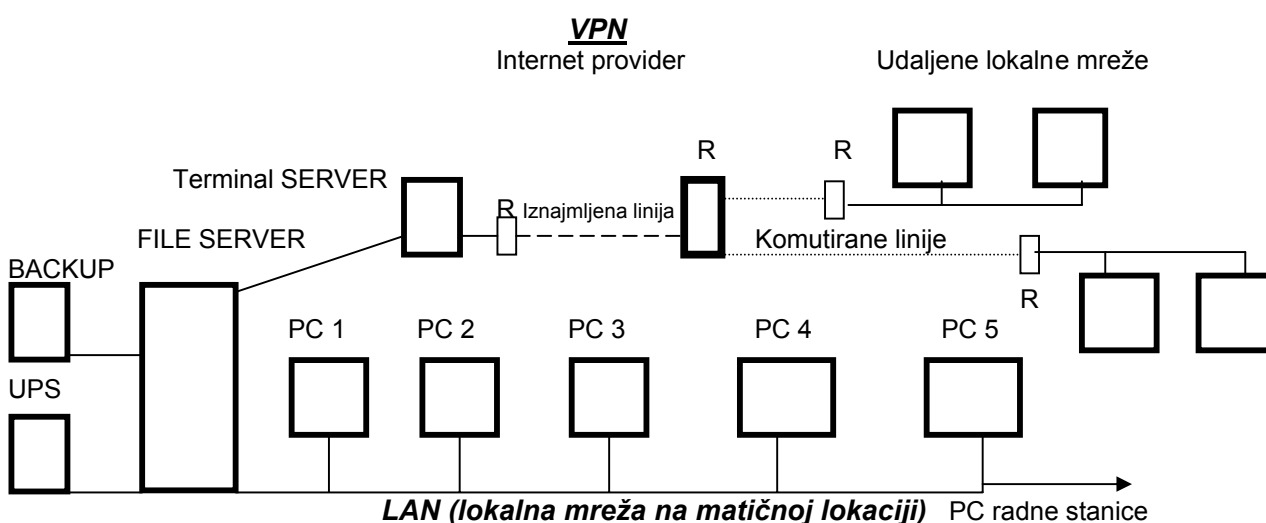 VPN
Internet provider
Udaljene lokalne mreže
R
R
Terminal SERVER
R
Iznajmljena linija
FILE SERVER
Komutirane linije
BACKUP
R
PC 1
PC 2
PC 3
PC 4
PC 5
UPS
LAN (lokalna mreža na matičnoj lokaciji)
PC radne stanice